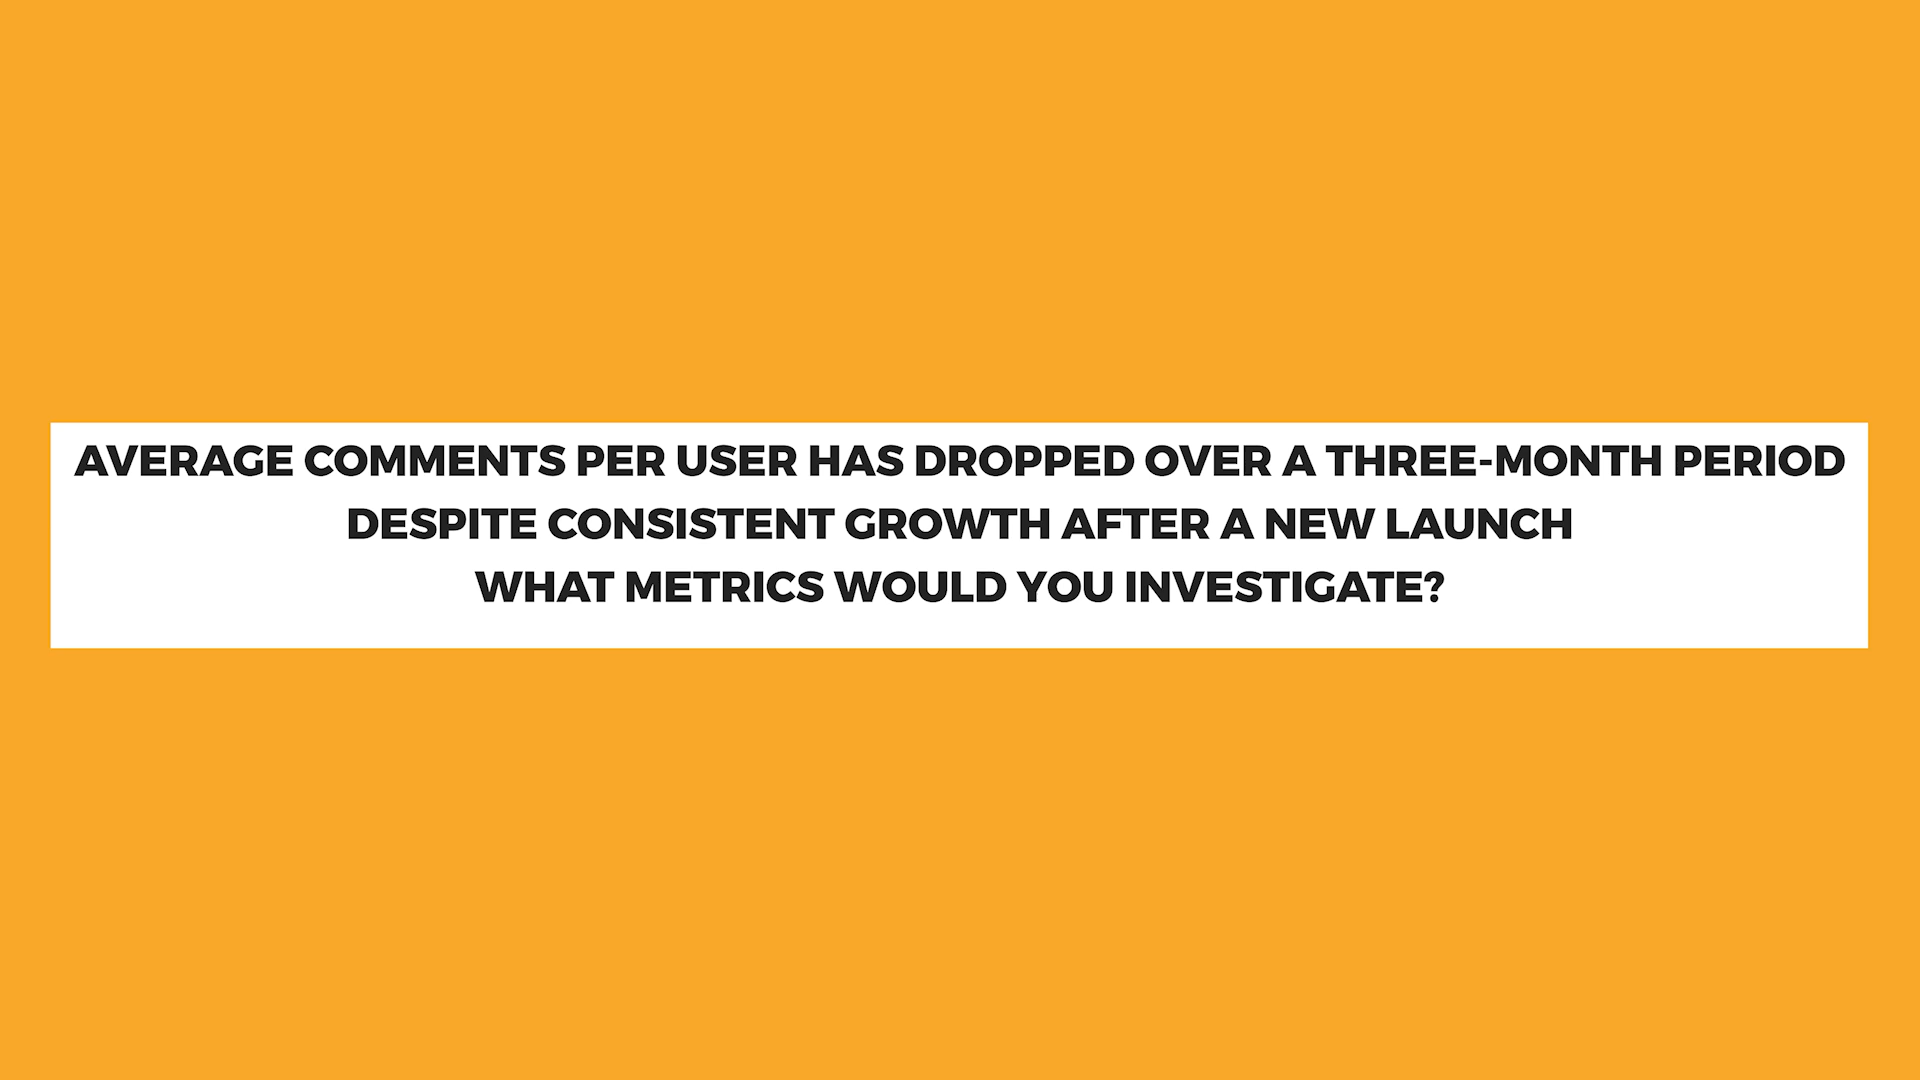 AVERAGE COMMENTS PER USER HAS DROPPED OVER A THREE-MONTH PERIOD
DESPITE CONSISTENT GROWTH AFTER A NEW LAUNCH
WHAT METRICS WOULD YOU INVESTIGATE?